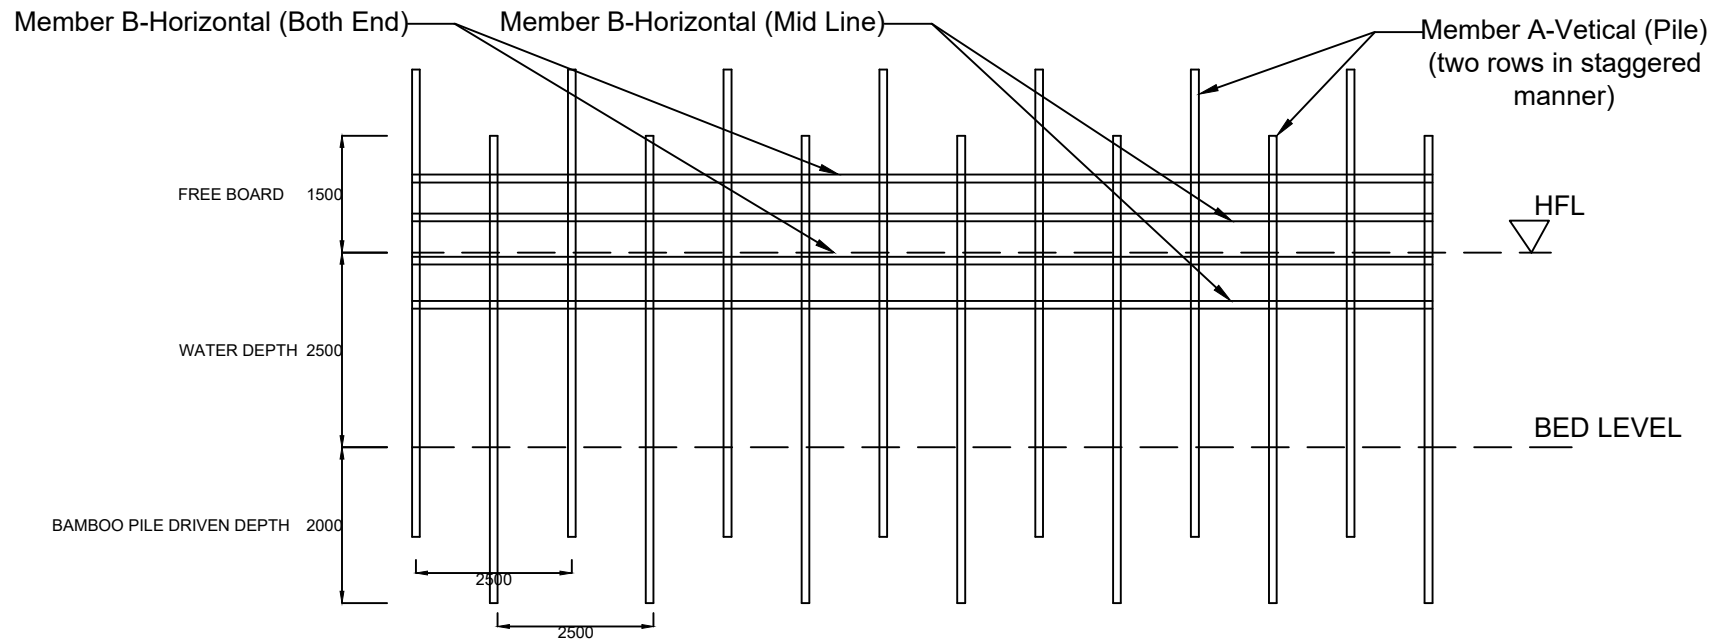 Member B-Horizontal (Both End)
Member B-Horizontal (Mid Line)
Member A-Vetical (Pile)
(two rows in staggered
manner)
FREE BOARD 1500
HFL
WATER DEPTH 2500
BED LEVEL
BAMBOO PILE DRIVEN DEPTH 2000
2500
2500